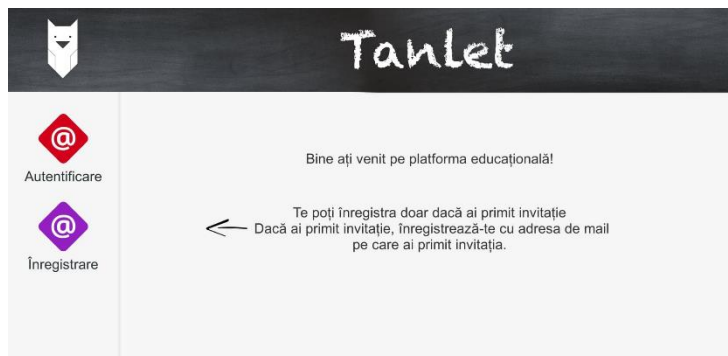 Tanlet
@
Autentificare
@
Înregistrare
Bine ați venit pe platforma educațională!
Te poți înregistra doar dacă ai primit invitație
Dacă ai primit invitație, înregistrează-te cu adresa de mail
pe care ai primit invitația.